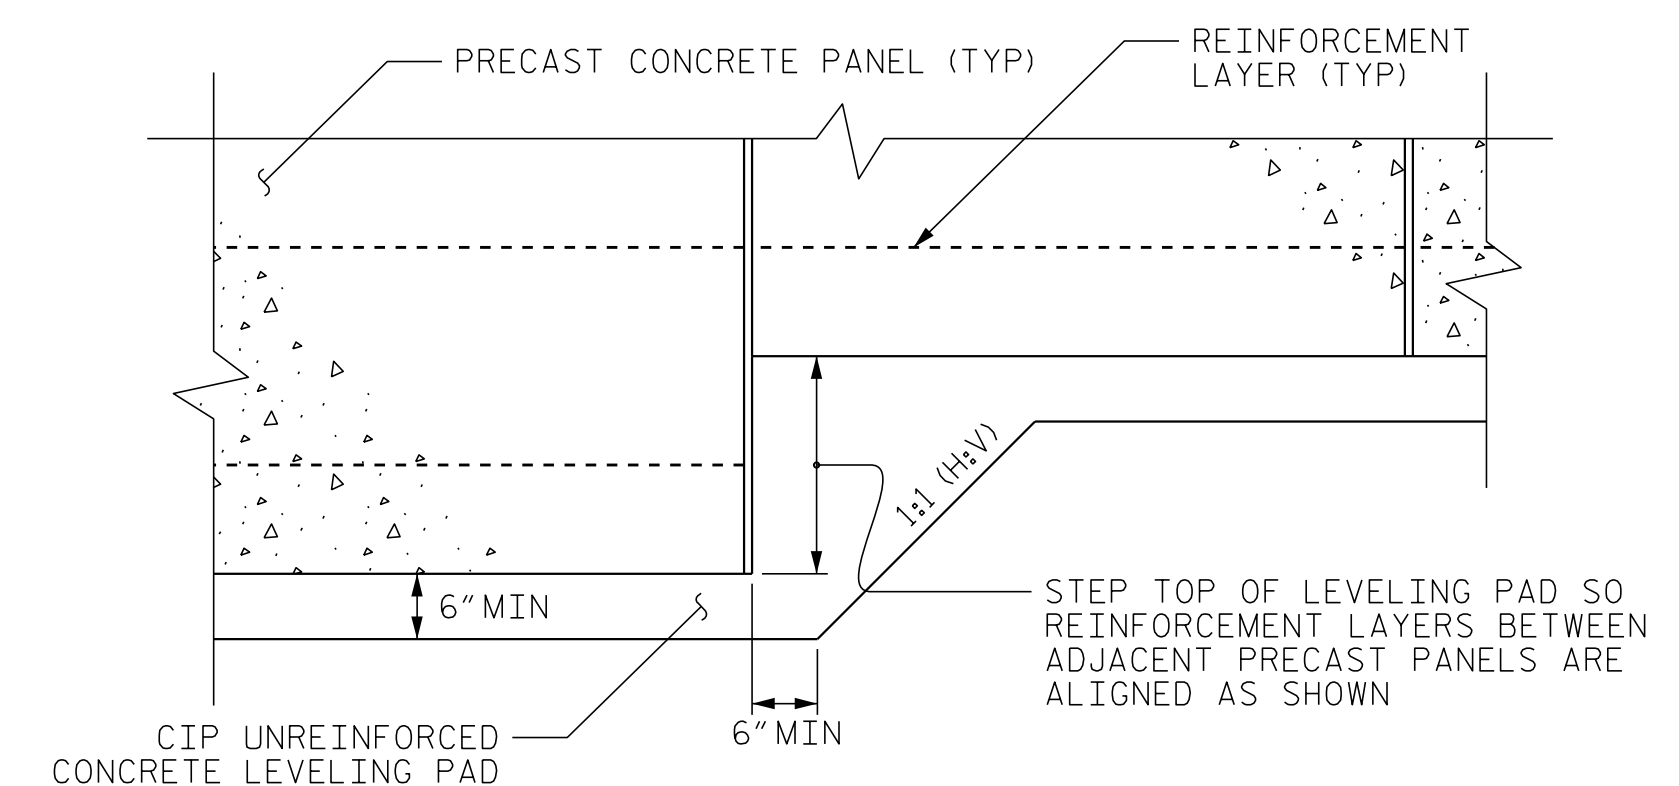 PRECAST CONCRETE PANEL (TYP)
REINFORCEMENT
LAYER (TYP)
1:1 (H:V)
6"MIN
STEP TOP OF LEVELING PAD SO
REINFORCEMENT LAYERS BETWEEN
ADJACENT PRECAST PANELS ARE
ALIGNED AS SHOWN
6"MIN
CIP UNREINFORCED
CONCRETE LEVELING PAD